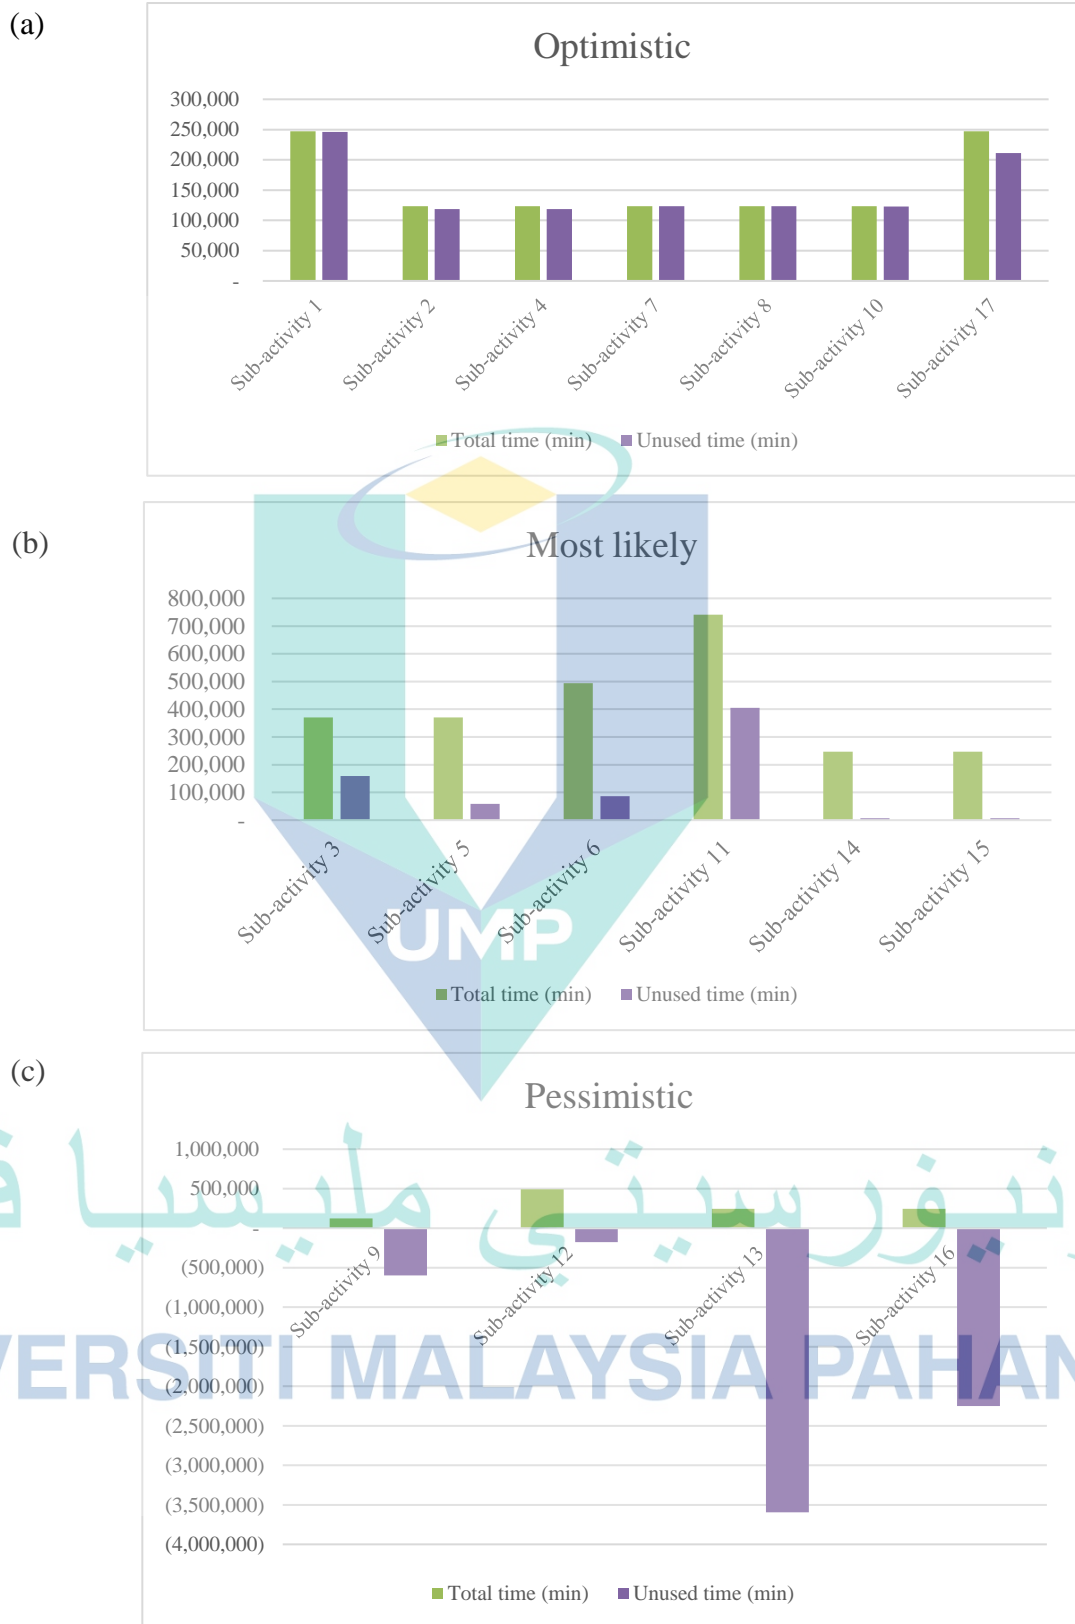 (a)
Optimistic
300,000
250,000
200,000
150,000
100,000
50,000
-
Sub-activity 1
Sub-activity 2
Sub-activity 4
Sub-activity 7
Sub-activity 8
Sub-activity 10
Sub-activity 17
Total time (min) Unused time (min)
(b)
Most likely
800,000
700,000
600,000
500,000
400,000
300,000
200,000
100,000
-
Sub-activity 3
Sub-activity 5
Sub-activity 6
Sub-activity 11
Sub-activity 14
Sub-activity 15
UMP
Total time (min) Unused time (min)
(c)
Pessimistic
1,000,000
500,000
-
(500,000)
(1,000,000)
(1,500,000)
(2,000,000)
(2,500,000)
(3,000,000)
(3,500,000)
(4,000,000)
Sub-activity 9
Sub-activity 12
Sub-activity 13
Sub-activity 16
سيتي مليسيا
VERSITI MALAYSIA PAHAN
Total time (min) Unused time (min)